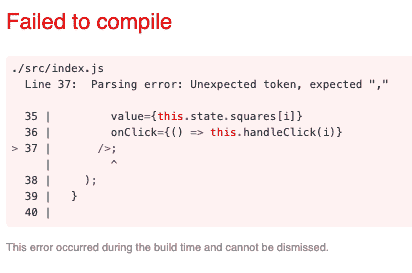 Failed to compile
./src/index.js
  Line 37:  Parsing error: Unexpected token, expected ","
  35 |         value={this.state.squares[i]}
  36 |         onClick={() => this.handleClick(i)}
> 37 |       />;
     |         ^
  38 |     );
  39 |   }
  40 |
This error occurred during the build time and cannot be dismissed.